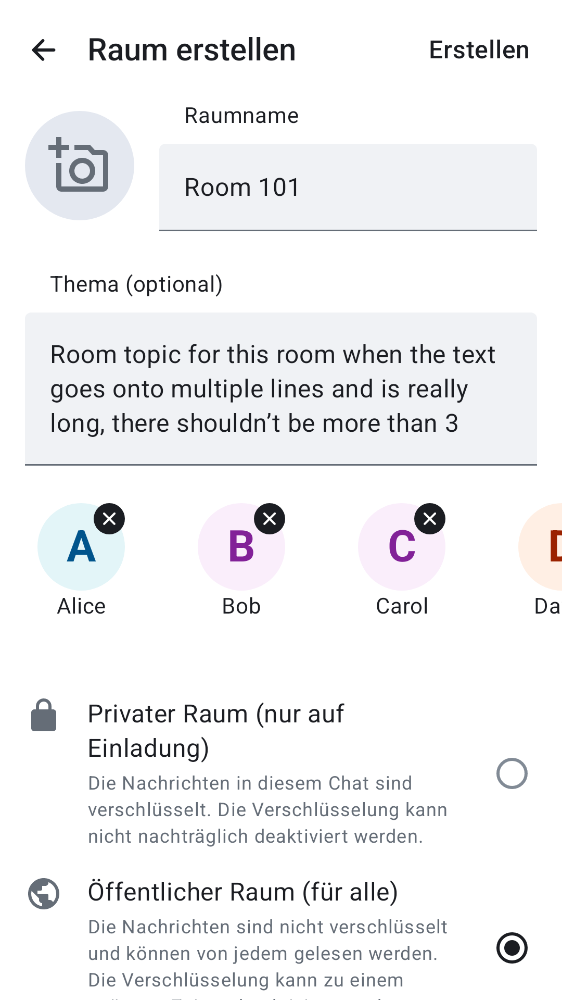 Raum erstellen
Erstellen
Raumname
Room 101
Thema (optional)
Room topic for this room when the text
goes onto multiple lines and is really
long, there shouldn’t be more than 3
A
B
C
D
Alice
Bob
Carol
Da
Privater Raum (nur auf
Einladung)
Die Nachrichten in diesem Chat sind
verschlüsselt. Die Verschlüsselung kann
nicht nachträglich deaktiviert werden.
Öffentlicher Raum (für alle)
Die Nachrichten sind nicht verschlüsselt
und können von jedem gelesen werden.
Die Verschlüsselung kann zu einem